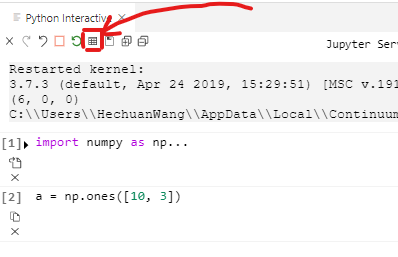 Python Interactive
Jupyter Ser
Restarted kernel:
3.7.3 (default, Apr 24 2019, 15:29:51) [MSC v.191
(6, 0, 0)
C:\\Users\\HechuanWang\\AppData\\Local\\Continuum
[1] import numpy as np...
[2] a = np.ones([10, 3])